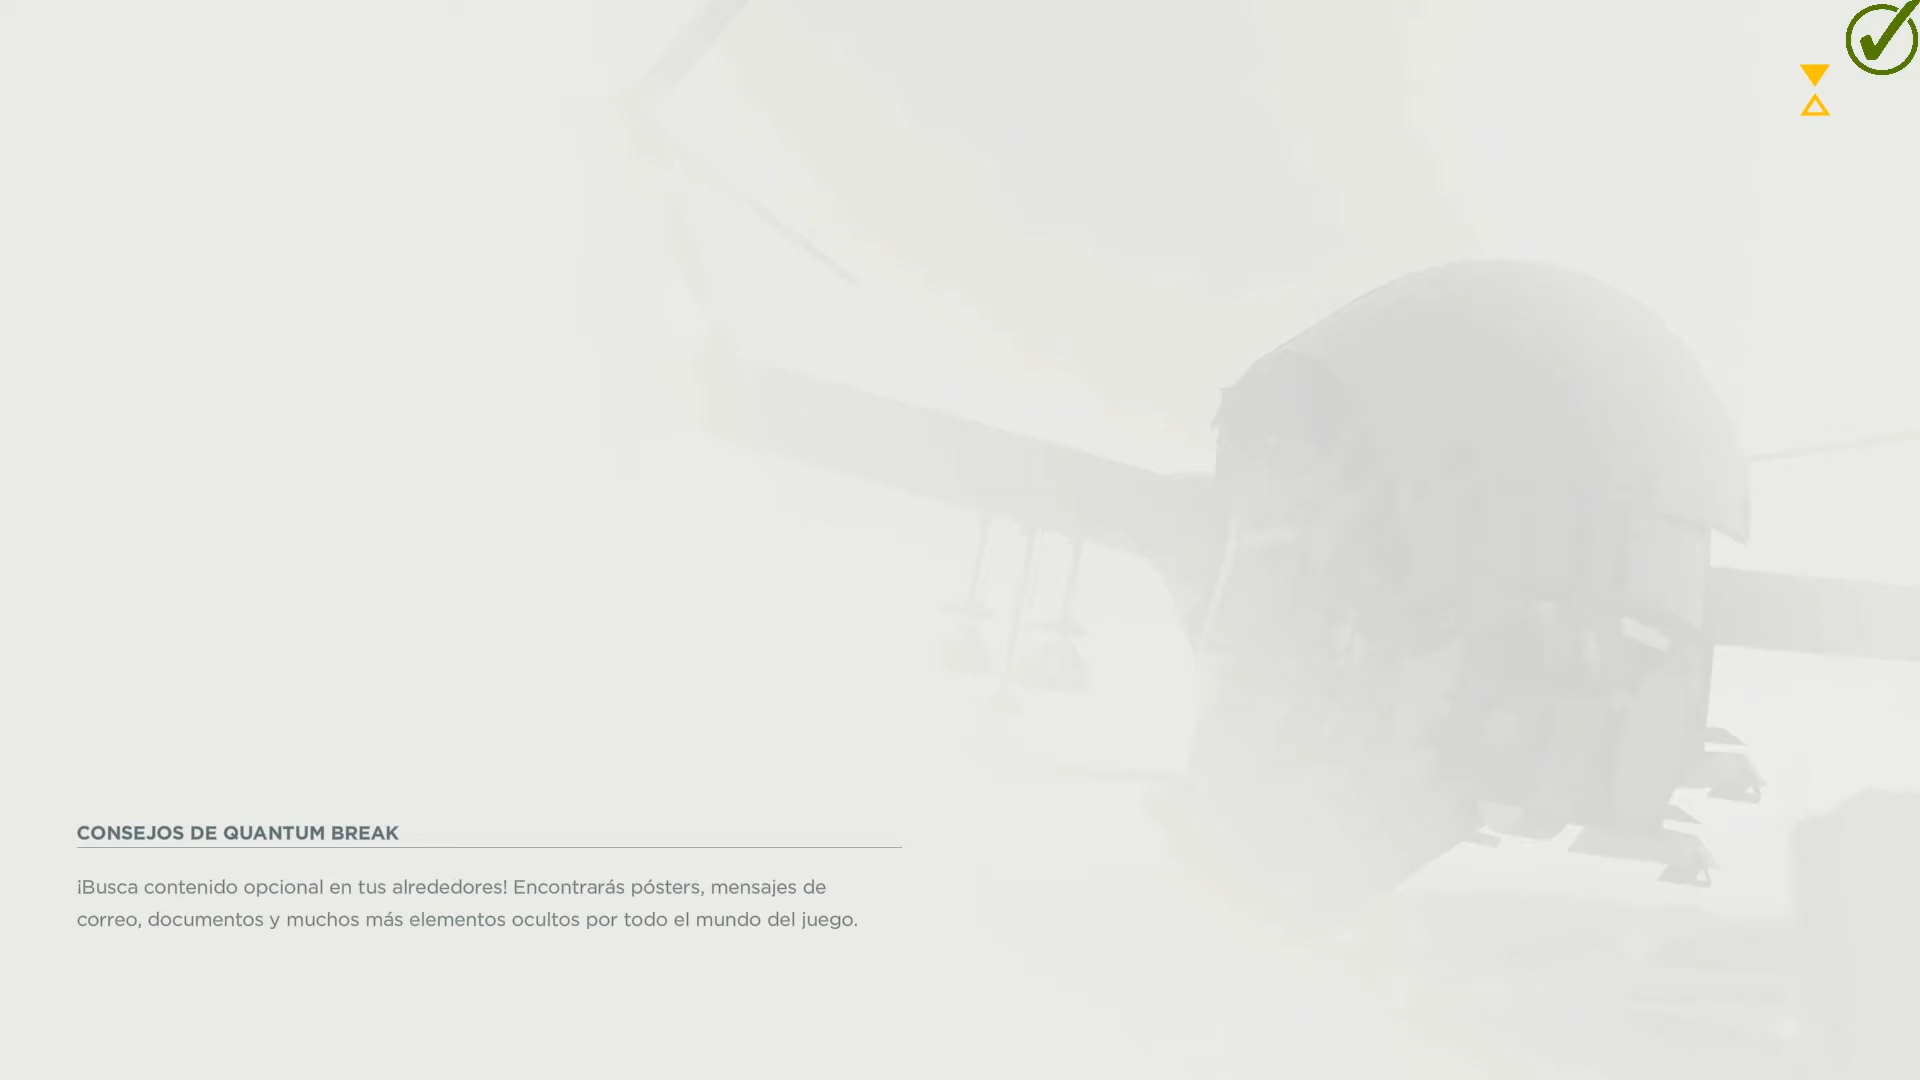 CONSEJOS DE QUANTUM BREAK
¡Busca contenido opcional en tus alrededores! Encontrarás pósters, mensajes de
correo, documentos y muchos más elementos ocultos por todo el mundo del juego.